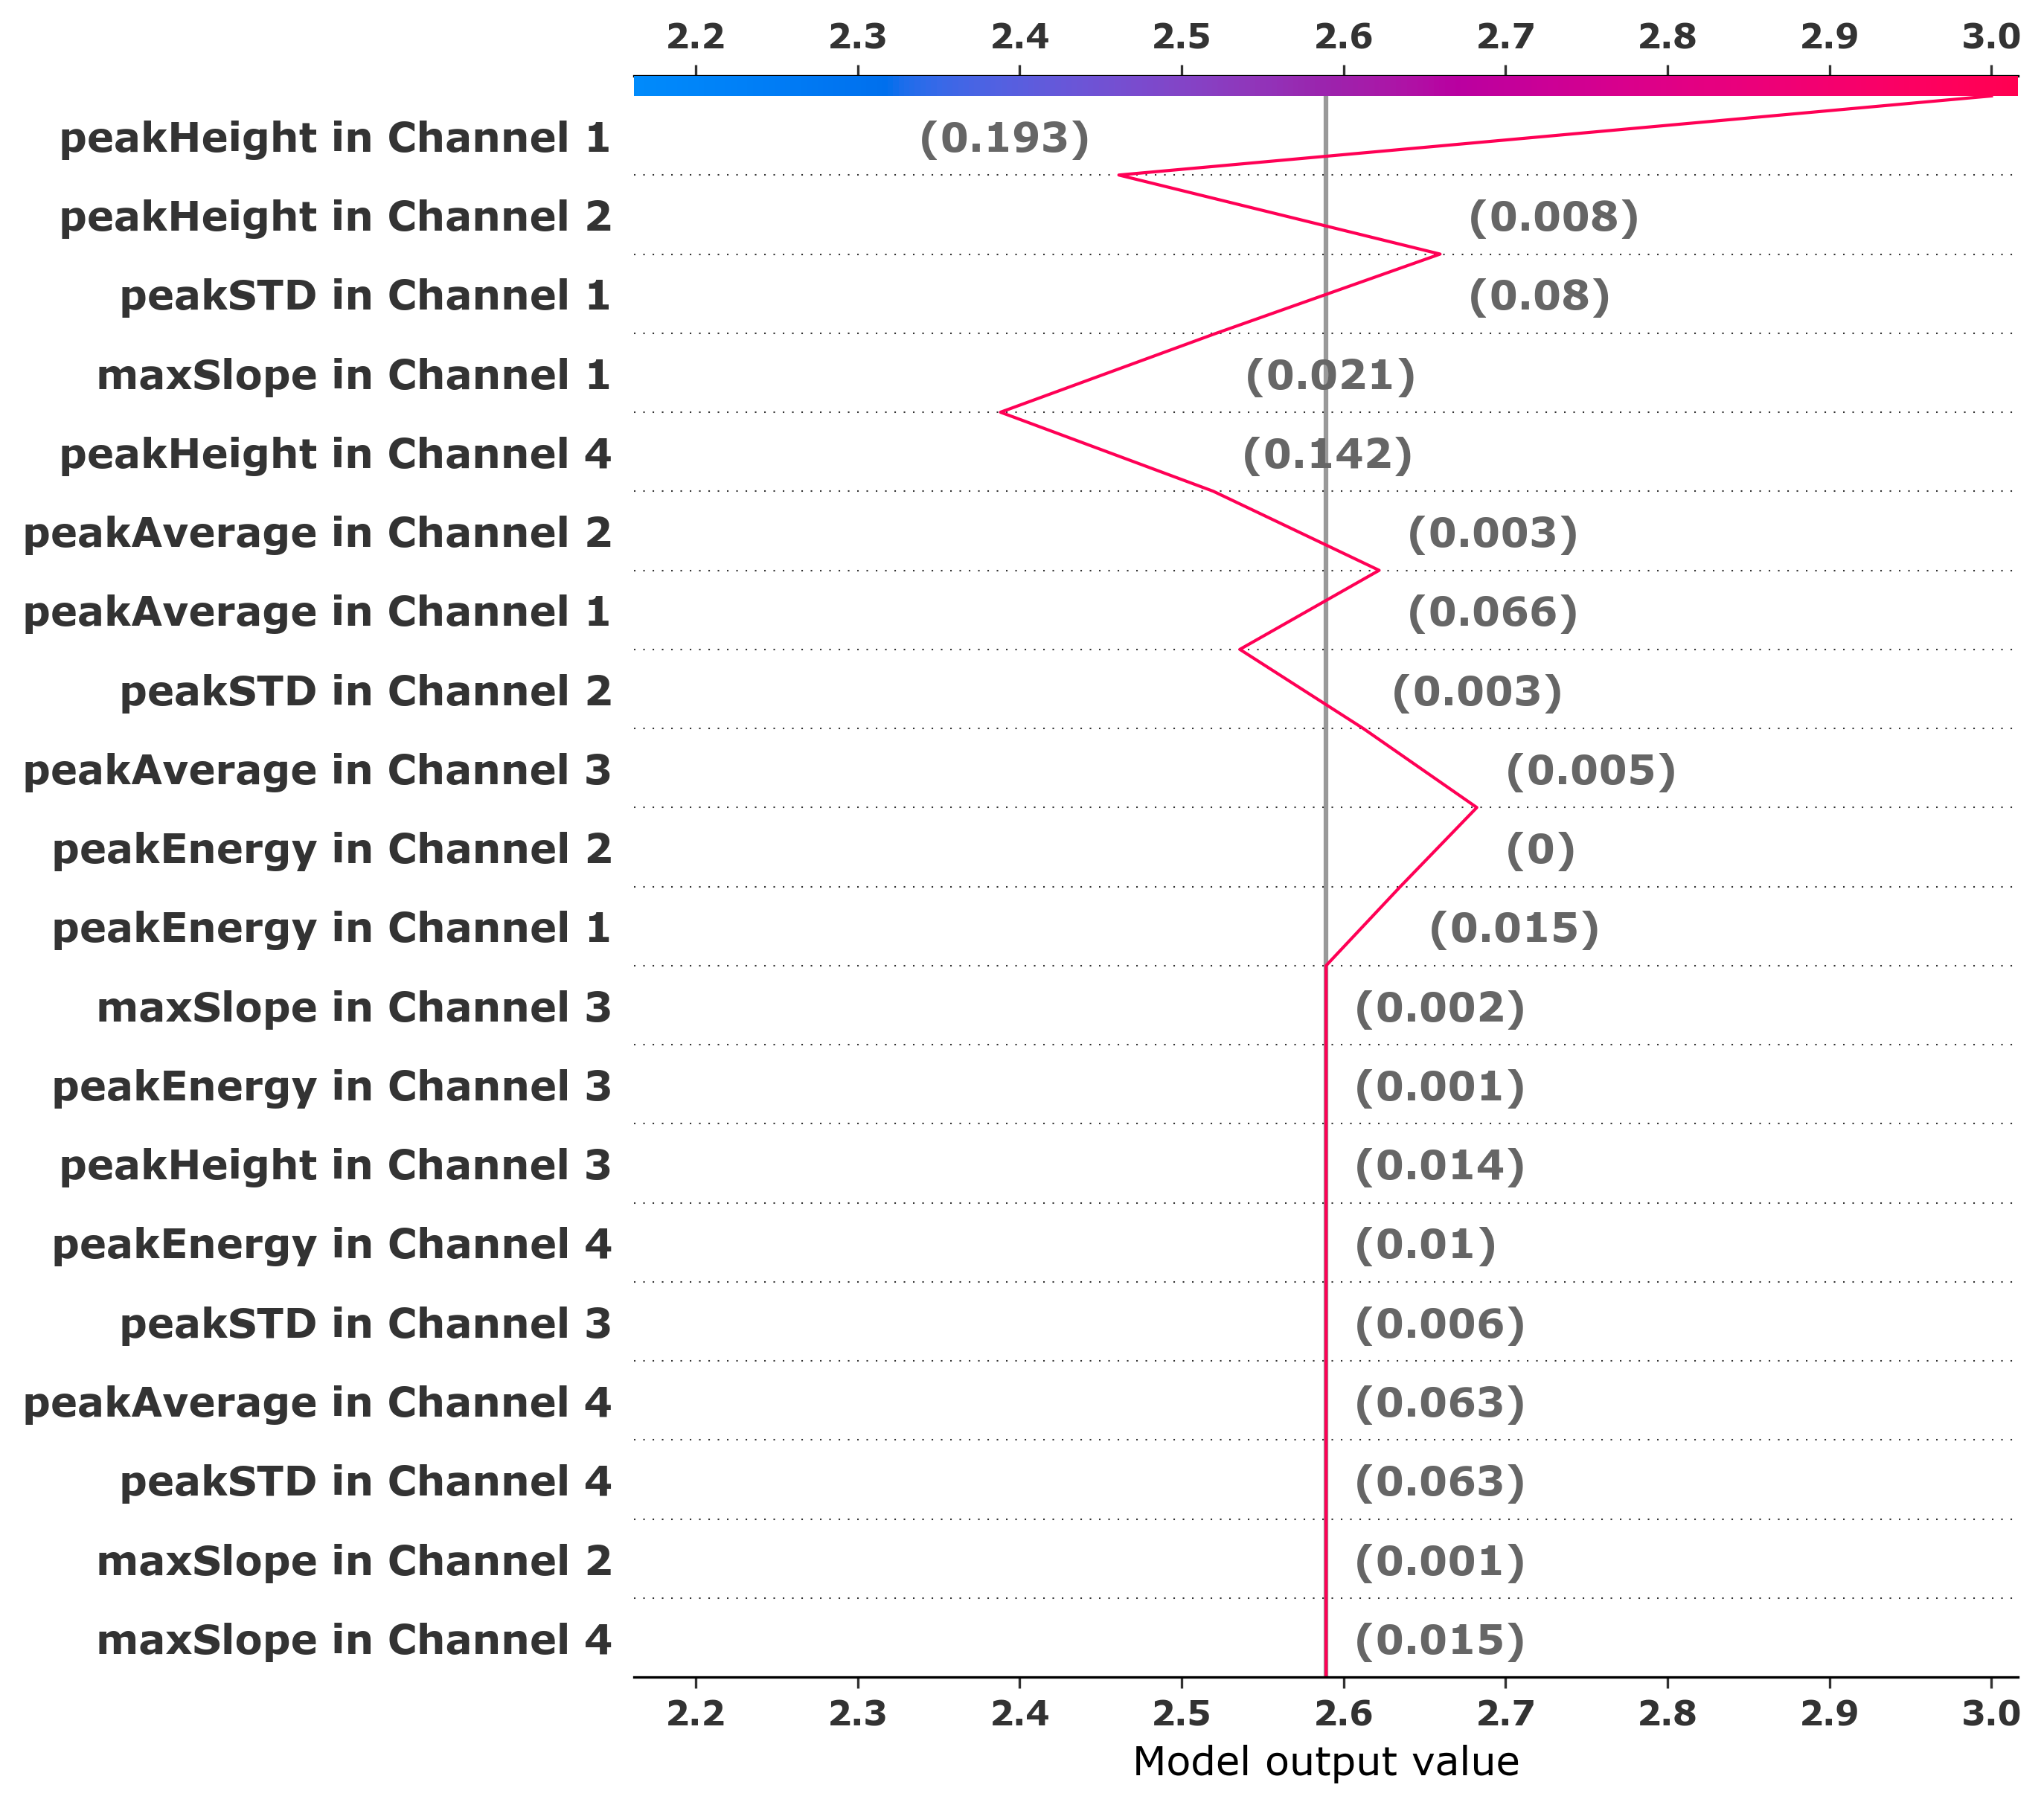 2.2 2.3 2.4 2.5 2.6 2.7 2.8 2.9 3.0
peakHeight in Channel 1 (0.193)
peakHeight in Channel 2 (0.008)
peakSTD in Channel 1 (0.08)
maxSlope in Channel 1 (0.021)
peakHeight in Channel 4 (0.142)
peakAverage in Channel 2 (0.003)
peakAverage in Channel 1 (0.066)
peakSTD in Channel 2 (0.003)
peakAverage in Channel 3 (0.005)
peakEnergy in Channel 2 (0)
peakEnergy in Channel 1 (0.015)
maxSlope in Channel 3 (0.002)
peakEnergy in Channel 3 (0.001)
peakHeight in Channel 3 (0.014)
peakEnergy in Channel 4 (0.01)
peakSTD in Channel 3 (0.006)
peakAverage in Channel 4 (0.063)
peakSTD in Channel 4 (0.063)
maxSlope in Channel 2 (0.001)
maxSlope in Channel 4 (0.015)
2.2 2.3 2.4 2.5 2.6 2.7 2.8 2.9 3.0
Model output value